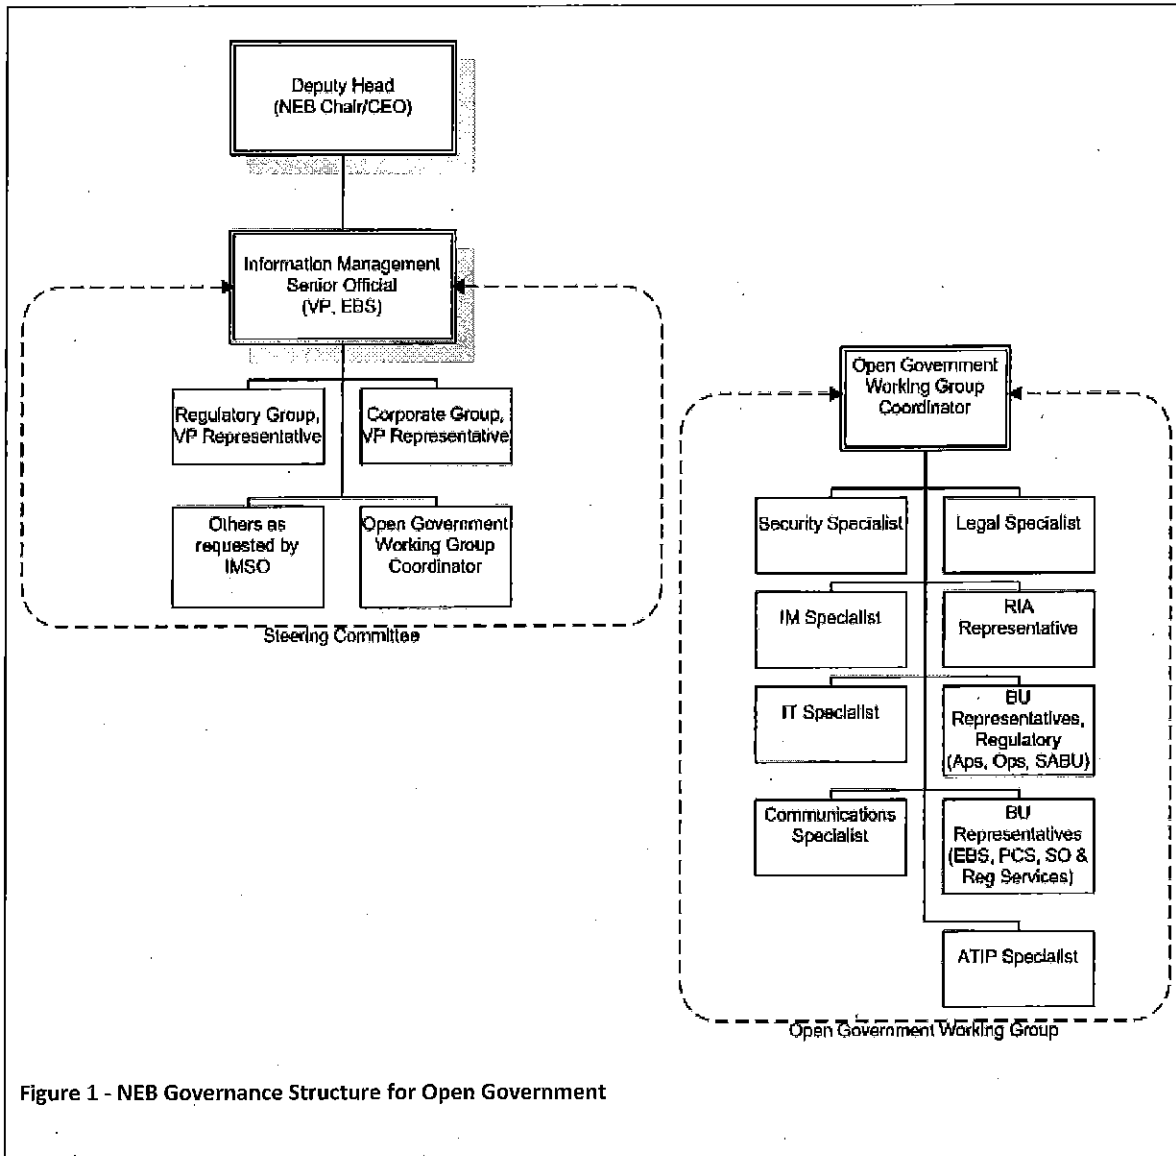 Deputy Head
(NEB Chair/CEO)
Information Management
Senior Official
(VP, EBS)
Regulatory Group,
VP Representative
Corporate Group,
VP Representative
Others as
requested by
IMSO
Open Government
Working Group
Coordinator
Steering Committee
Open Government
Working Group
Coordinator
Security Specialist
Legal Specialist
IM Specialist
RIA
Representative
IT Specialist
BU
Representatives,
Regulatory
(Aps, Ops, SABU)
Communications
Specialist
BU
Representatives
(EBS, PCS, SO &
Reg Services)
ATIP Specialist
Open Government Working Group
Figure 1 - NEB Governance Structure for Open Government